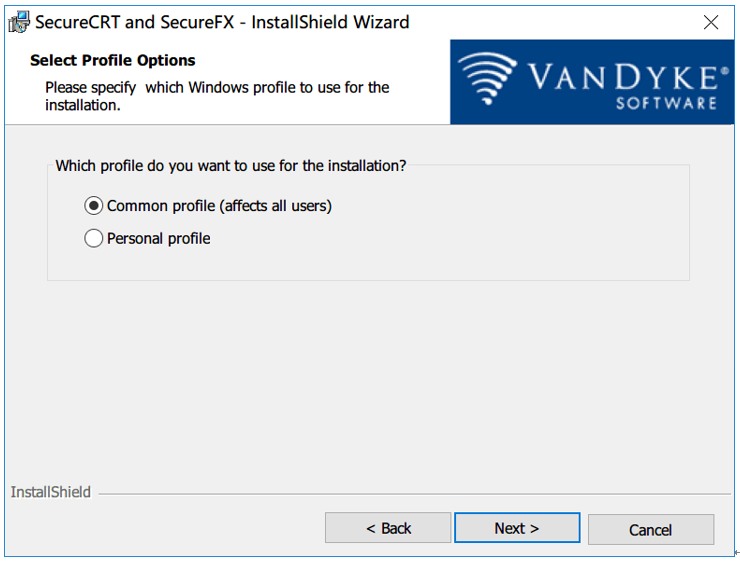 SecureCRT and SecureFX - InstallShield Wizard
Select Profile Options
Please specify  which Windows profile to use for the
installation.
VANDYKE®
SOFTWARE
Which profile do you want to use for the installation?
Common profile (affects all users)
Personal profile
InstallShield
< Back
Next >
Cancel